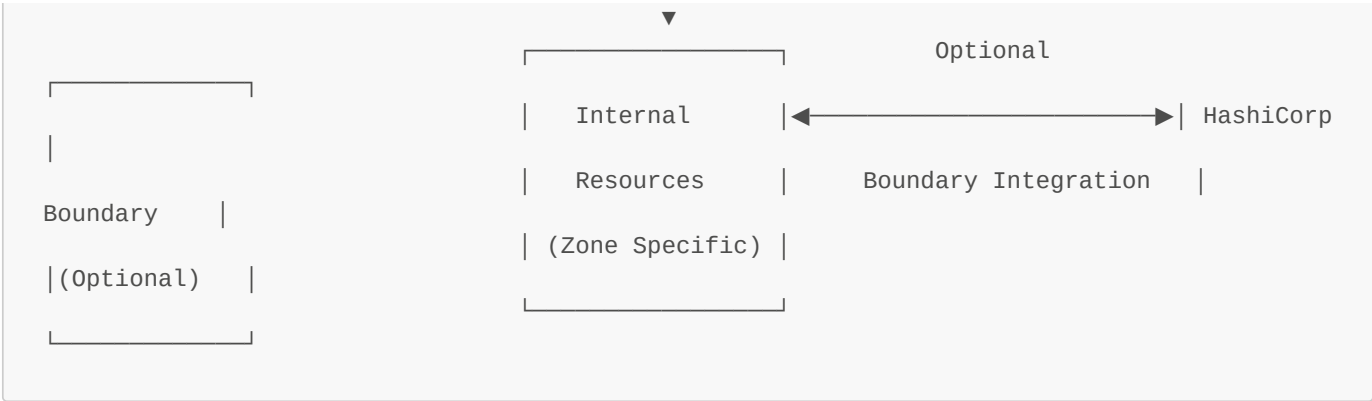 Optional
Internal HashiCorp
Resources Boundary Integration
Boundary
(Zone Specific)
(Optional)